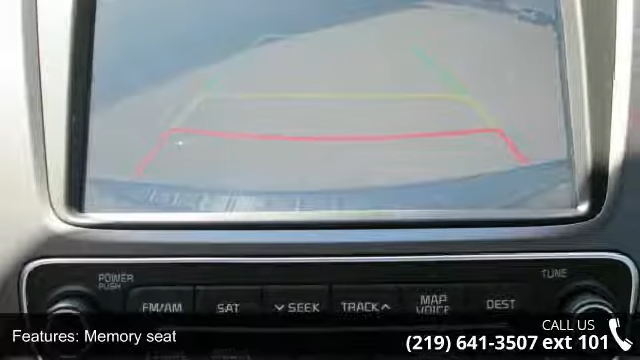 POWER
PUSH
TUNE
FM/AM
SAT
SEEK
TRACK
MAP
VOICE
DEST
Features: Memory seat
CALL US
(219) 641-3507 ext 101